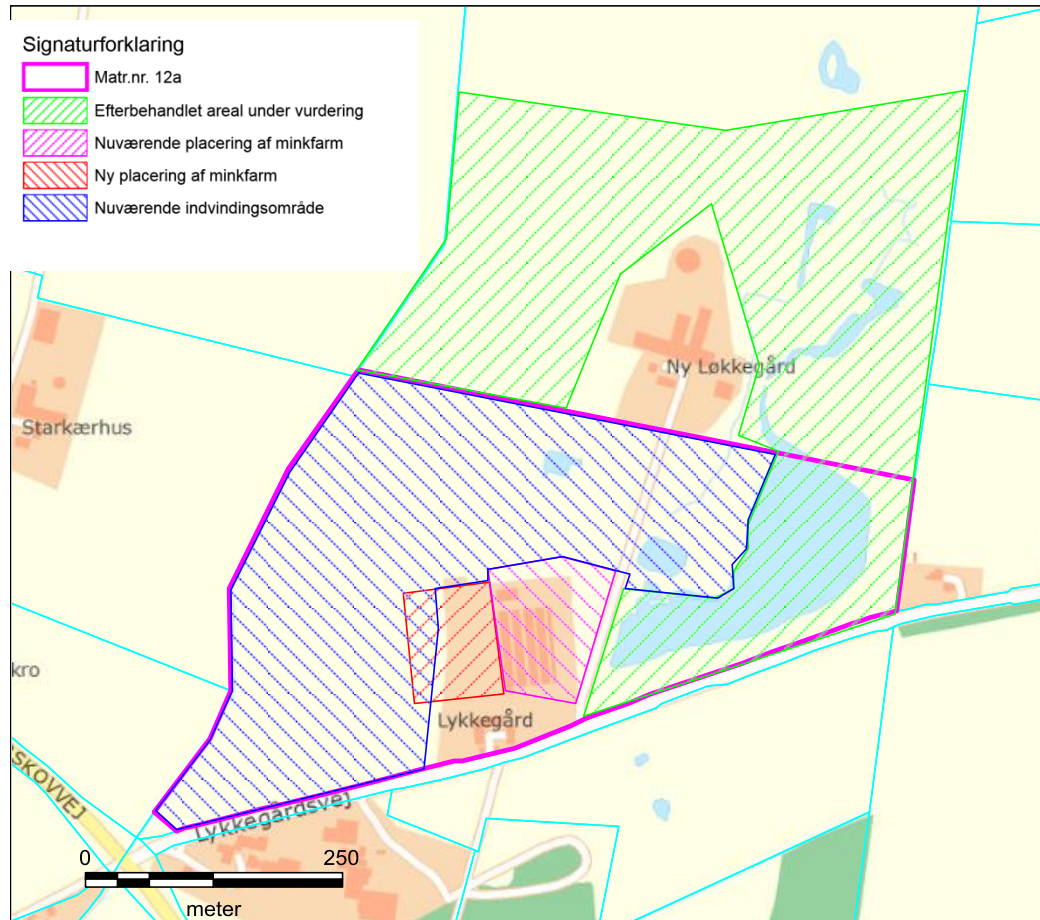 Signaturforklaring
Matr.nr. 12a
Efterbehandlet areal under vurdering
Nuværende placering af minkfarm
Ny placering af minkfarm
Nuværende indvindingsområde
Ny Løkkegård
Starkærhus
kro
Lykkegård
SKOVVEJ
Lykkegårdsvej
0 250
meter